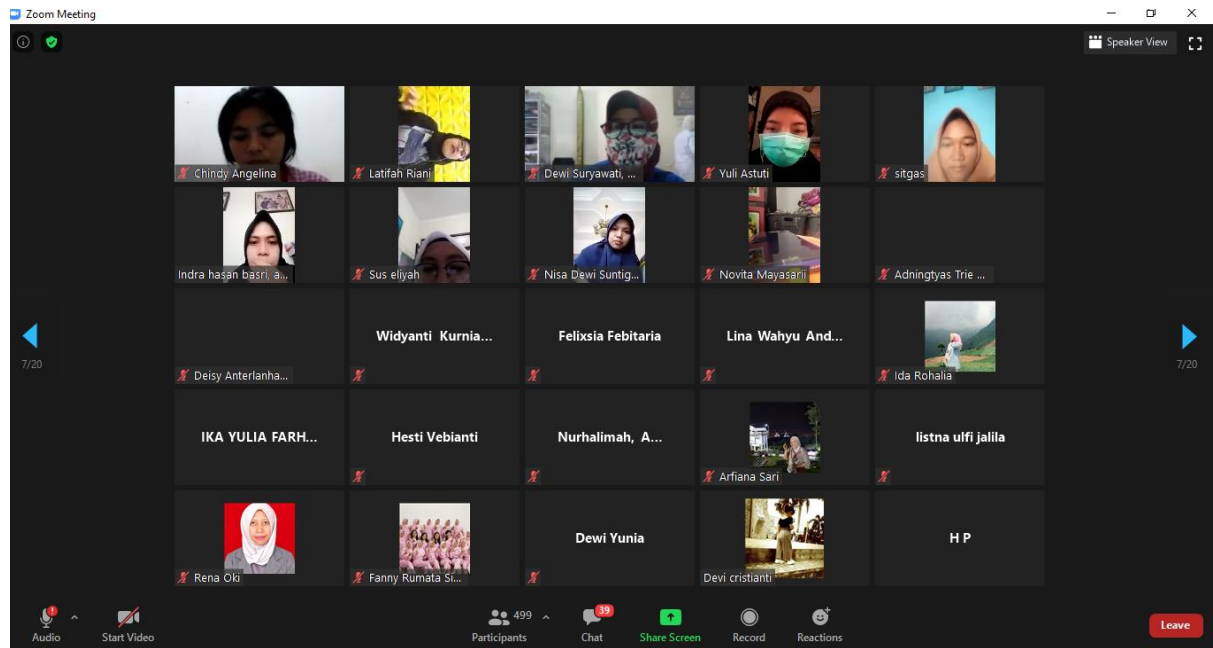 Zoom Meeting
Speaker View
Chindy Angelina
Latifah Riani
Dewi Suryawati, ...
Yuli Astuti
sitgas
Indra hasan basri, a...
Sus eliyah
Nisa Dewi Suntig...
Novita Mayasarii
Adningtyas Trie ...
7/20
Deisy Anterlanha...
Widyanti Kurnia...
Felixsia Febitaria
Lina Wahyu And...
Ida Rohalia
7/20
IKA YULIA FARH...
Hesti Vebianti
Nurhalimah, A...
Arfiana Sari
listna ulfi jalila
Rena Oki
Fanny Rumata Si...
Dewi Yunia
Devi cristianti
H P
Audio
Start Video
499
Participants
39
Chat
Share Screen
Record
Reactions
Leave